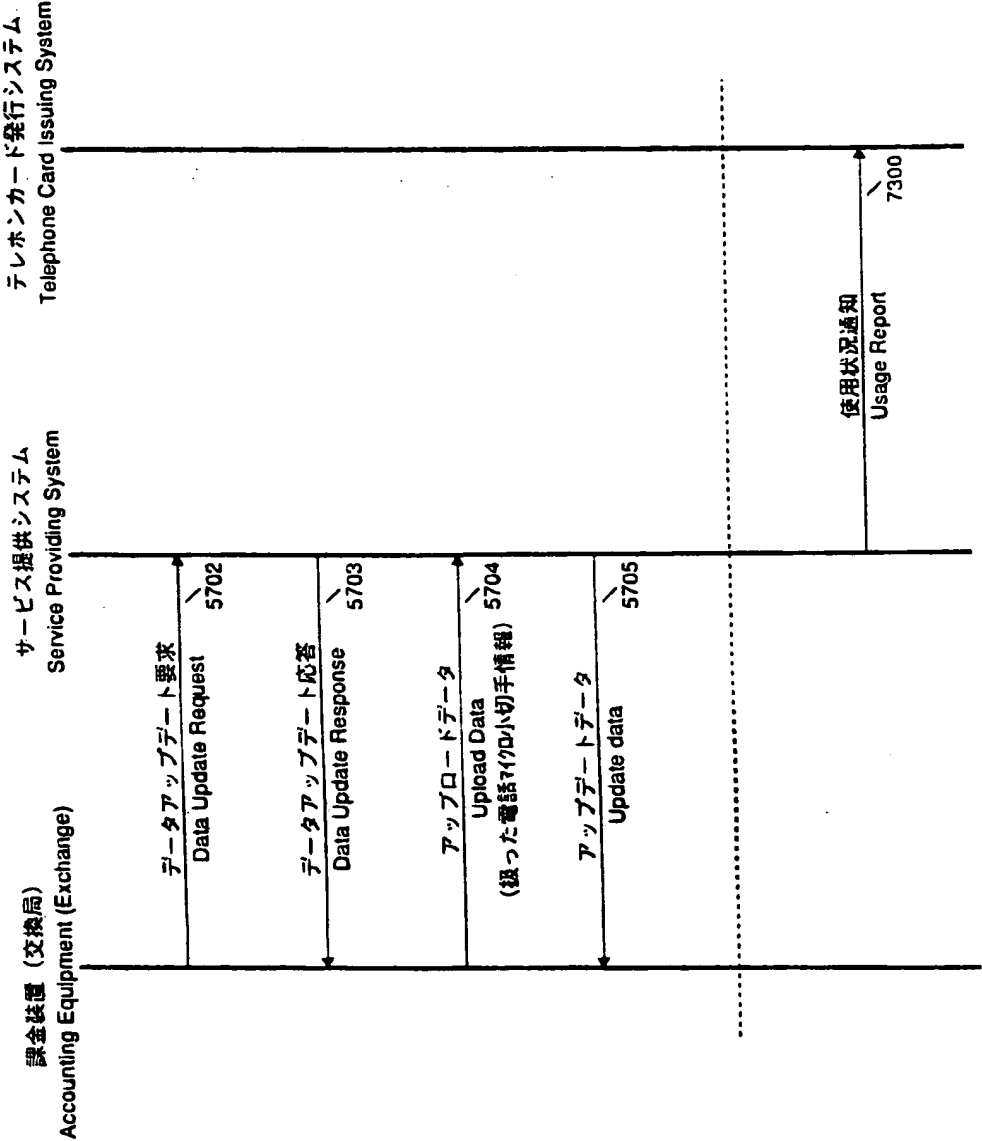 課金装置 (交換局)
Accounting Equipment (Exchange)
サービス提供システム
Service Providing System
テレホンカード発行システム
Telephone Card Issuing System
データアップデート要求
Data Update Request
5702
データアップデート応答
Data Update Response
5703
アップロードデータ
Upload Data
(扱った電話マイクロ小切手情報)
5704
アップデートデータ
Update data
5705
使用状況通知
Usage Report
7300